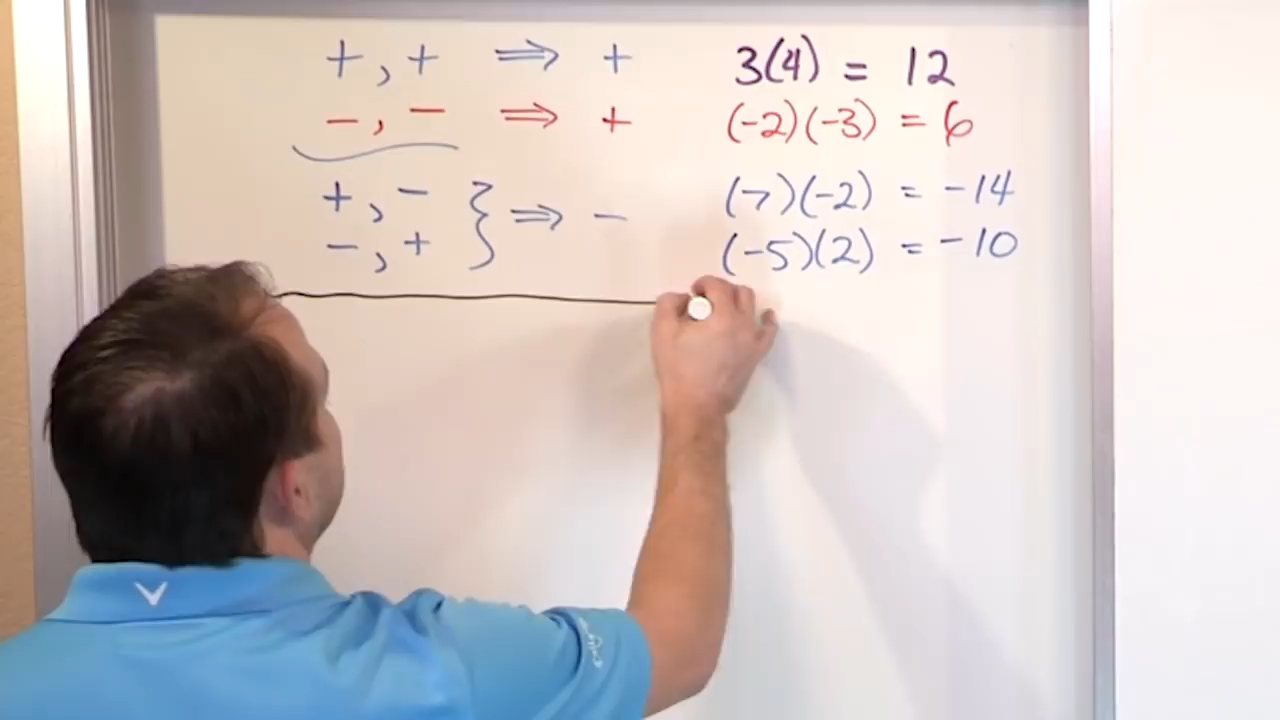 +, + ⇒ + 3(4) = 12
-, - ⇒ + (-2)(-3) = 6
+, - } ⇒ - (7)(-2) = -14
-, + (-5)(2) = -10